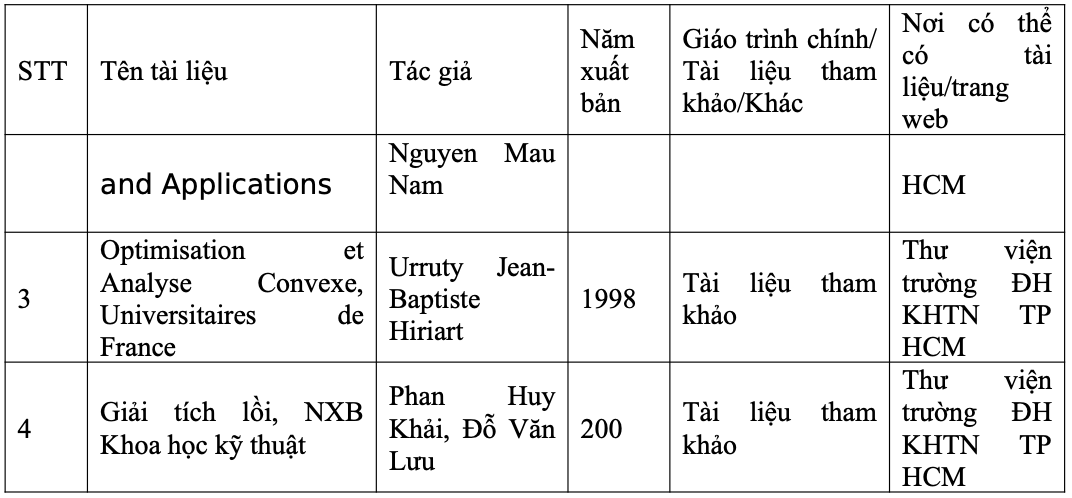 STT
Tên tài liệu
Tác giả
Năm
xuất
bản
Giáo trình chính/
Tài liệu tham
khảo/Khác
Nơi có thể
có tài
liệu/trang
web
and Applications
Nguyen Mau
Nam
HCM
3
Optimisation et
Analyse Convexe,
Universitaires de
France
Urruty Jean-
Baptiste
Hiriart
1998
Tài liệu tham
khảo
Thư viện
trường ĐH
KHTN TP
HCM
4
Giải tích lồi, NXB
Khoa học kỹ thuật
Phan Huy
Khải, Đỗ Văn
Lưu
200
Tài liệu tham
khảo
Thư viện
trường ĐH
KHTN TP
HCM